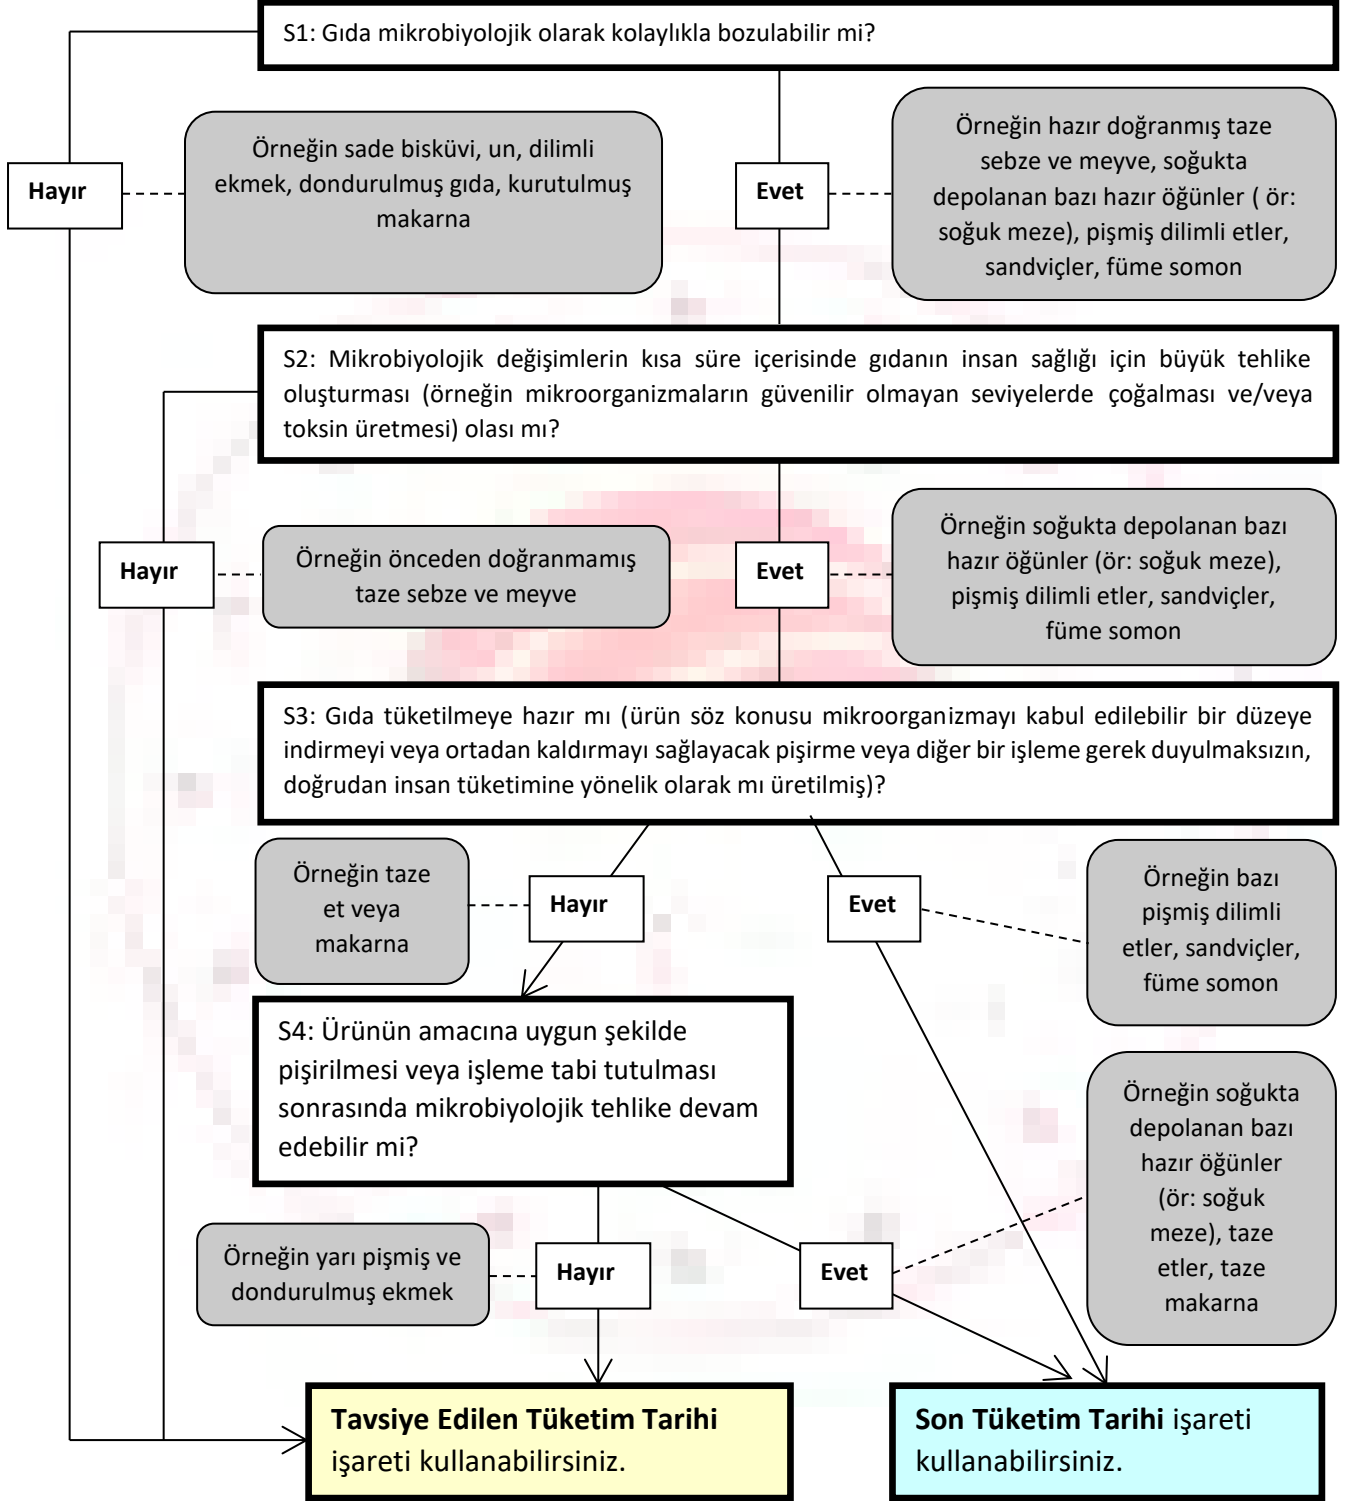 S1: Gıda mikrobiyolojik olarak kolaylıkla bozulabilir mi?
Hayır
Örneğin sade bisküvi, un, dilimli
ekmek, dondurulmuş gıda, kurutulmuş
makarna
Evet
Örneğin hazır doğranmış taze
sebze ve meyve, soğukta
depolanan bazı hazır öğünler ( ör:
soğuk meze), pişmiş dilimli etler,
sandviçler, füme somon
S2: Mikrobiyolojik değişimlerin kısa süre içerisinde gıdanın insan sağlığı için büyük tehlike
oluşturması (örneğin mikroorganizmaların güvenilir olmayan seviyelerde çoğalması ve/veya
toksin üretmesi) olası mı?
Hayır
Örneğin önceden doğranmamış
taze sebze ve meyve
Evet
Örneğin soğukta depolanan bazı
hazır öğünler (ör: soğuk meze),
pişmiş dilimli etler, sandviçler,
füme somon
S3: Gıda tüketilmeye hazır mı (ürün söz konusu mikroorganizmayı kabul edilebilir bir düzeye
indirmeyi veya ortadan kaldırmayı sağlayacak pişirme veya diğer bir işleme gerek duyulmaksızın,
doğrudan insan tüketimine yönelik olarak mı üretilmiş)?
Örneğin taze
et veya
makarna
Hayır
Evet
Örneğin bazı
pişmiş dilimli
etler, sandviçler,
füme somon
S4: Ürünün amacına uygun şekilde
pişirilmesi veya işleme tabi tutulması
sonrasında mikrobiyolojik tehlike devam
edebilir mi?
Örneğin yarı pişmiş ve
dondurulmuş ekmek
Hayır
Evet
Örneğin soğukta
depolanan bazı
hazır öğünler
(ör: soğuk
meze), taze
etler, taze
makarna
Tavsiye Edilen Tüketim Tarihi
işareti kullanabilirsiniz.
Son Tüketim Tarihi işareti
kullanabilirsiniz.